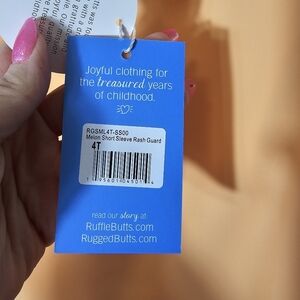 Joyful clothing for
the treasured years
of childhood.
RGSML4T-SS00
Melon Short Sleeve Rash Guard
4T
read our story at
RuffleButts.com
RuggedButts.com